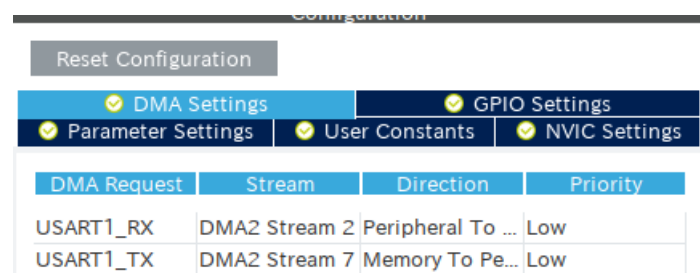 Configuration
Reset Configuration
DMA Settings GPIO Settings
Parameter Settings User Constants NVIC Settings
DMA Request Stream Direction Priority
USART1_RX DMA2 Stream 2 Peripheral To ... Low
USART1_TX DMA2 Stream 7 Memory To Pe... Low